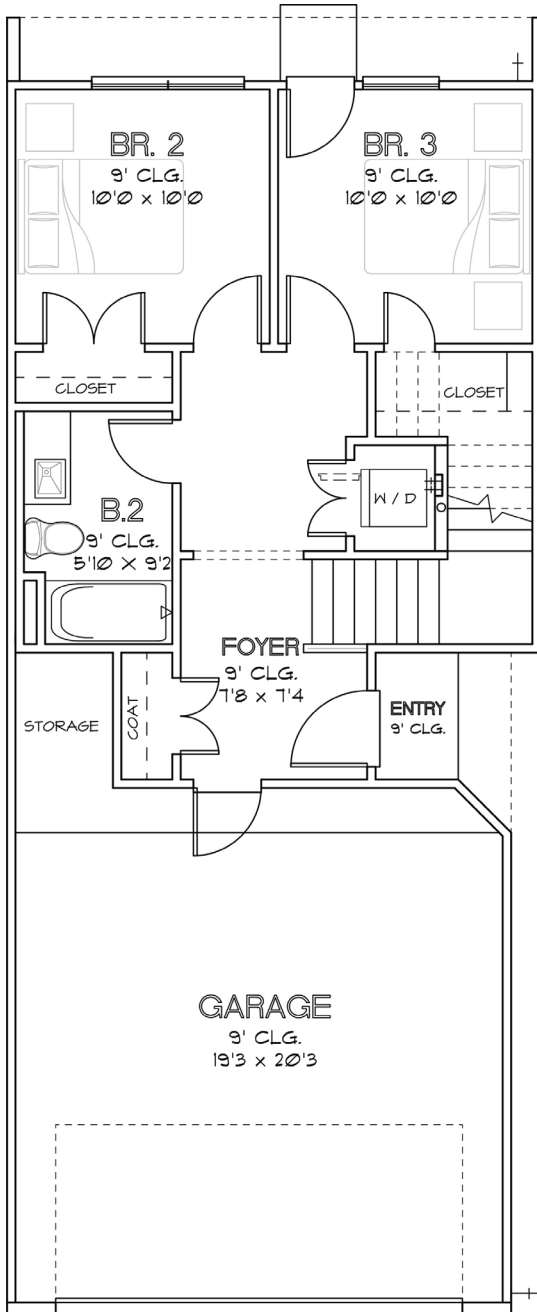 BR. 2
9' CLG.
10'0 x 10'0
BR. 3
9' CLG.
10'0 x 10'0
CLOSET
CLOSET
W / D
B.2
9' CLG.
5'10 x 9'2
FOYER
9' CLG.
7'8 x 7'4
COAT
STORAGE
ENTRY
9' CLG.
GARAGE
9' CLG.
19'3 x 20'3